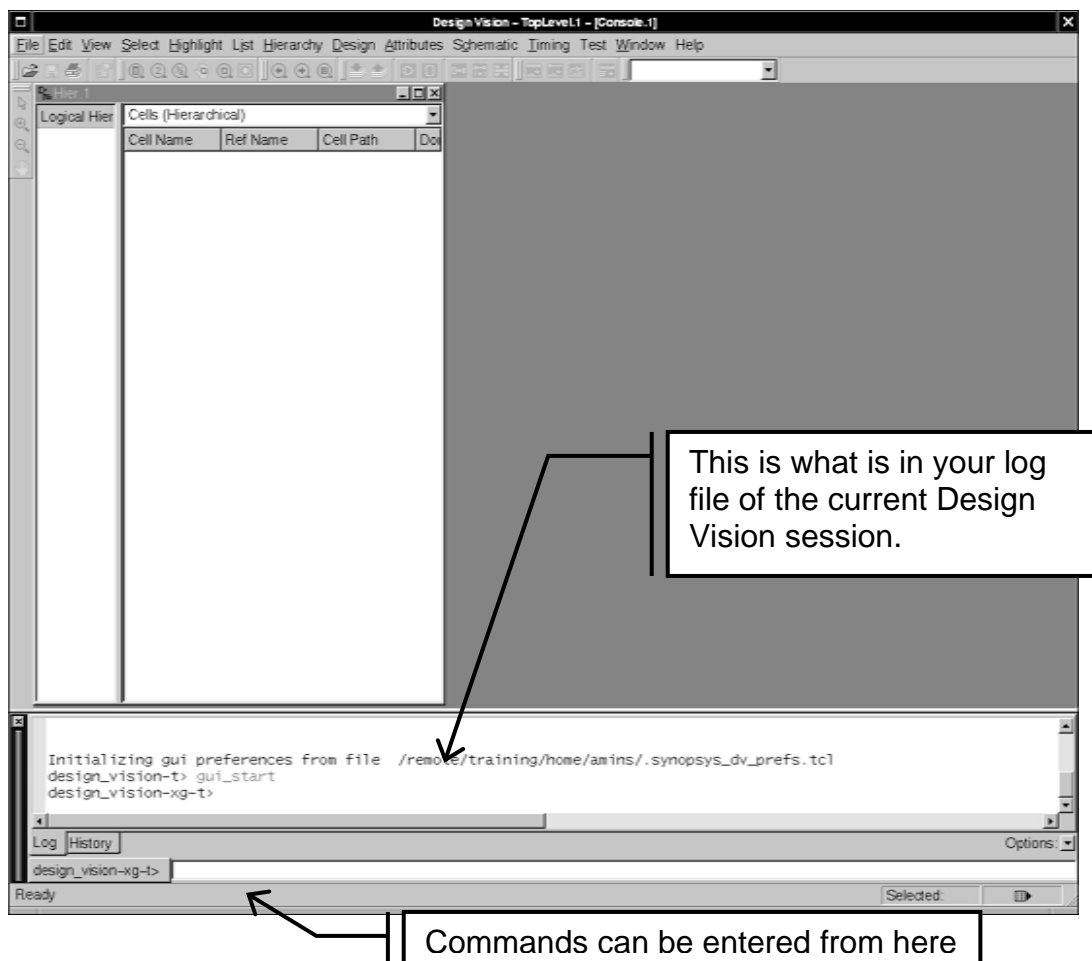 Design Vision – TopLevel.1 – [Console.1]
File Edit View Select Highlight List Hierarchy Design Attributes Schematic Timing Test Window Help
Hier.1
Logical Hier
Cells (Hierarchical)
Cell Name Ref Name Cell Path Do
This is what is in your log
file of the current Design
Vision session.
Initializing gui preferences from file /remote/training/home/amins/.synopsys_dv_prefs.tcl
design_vision-t> gui_start
design_vision-xg-t>
Log History Options:
design_vision-xg-t>
Ready Selected:
Commands can be entered from here